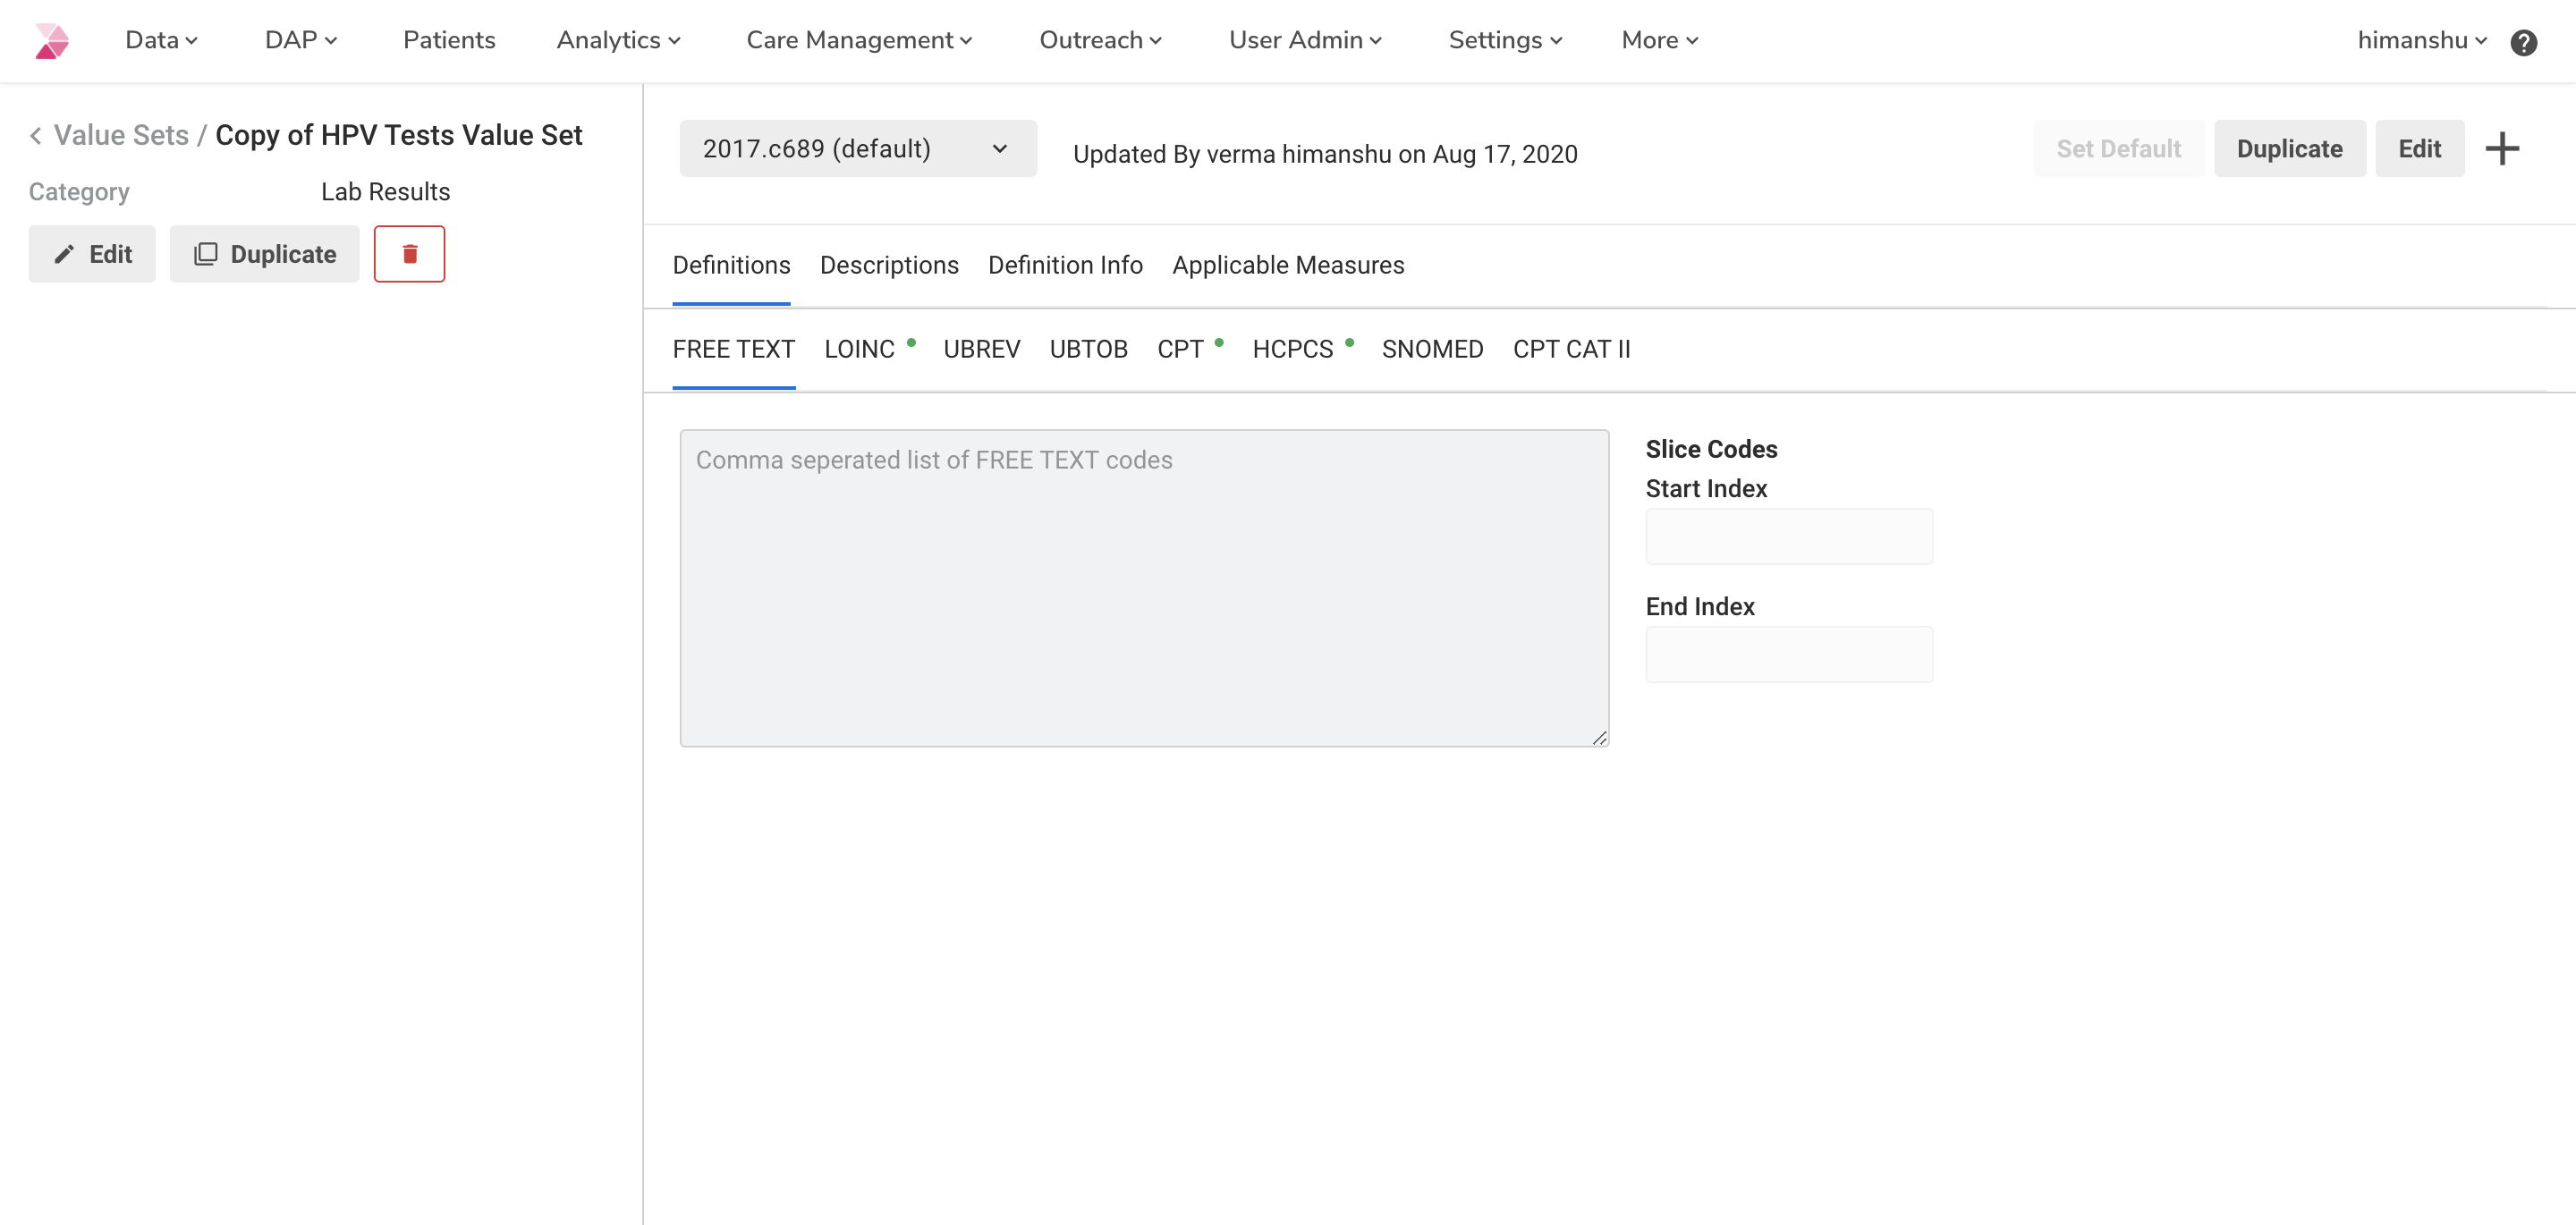 Data DAP Patients Analytics Care Management Outreach User Admin Settings More himanshu ?
Value Sets / Copy of HPV Tests Value Set
Category Lab Results
Edit Duplicate
2017.c689 (default) Updated By verma himanshu on Aug 17, 2020 Set Default Duplicate Edit
Definitions Descriptions Definition Info Applicable Measures
FREE TEXT LOINC UBREV UBTOB CPT HCPCS SNOMED CPT CAT II
Comma seperated list of FREE TEXT codes
Slice Codes
Start Index
End Index